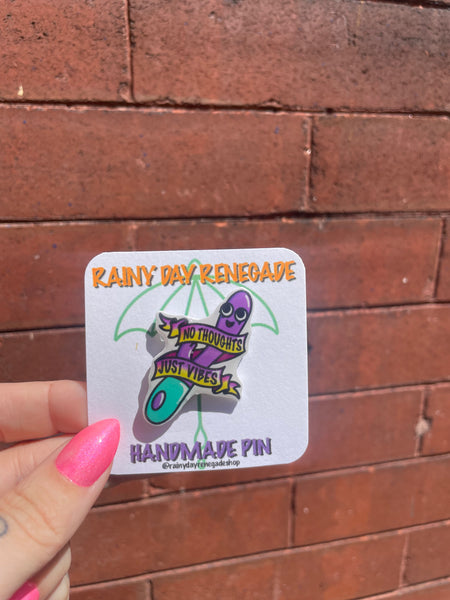 RAINY DAY RENEGADE
NO THOUGHTS
JUST VIBES
HANDMADE PIN
@rainydayrenegadeshop